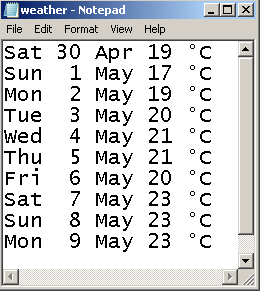 weather - Notepad
File Edit Format View Help
Sat 30 Apr 19 °C
Sun  1 May 17 °C
Mon  2 May 19 °C
Tue  3 May 20 °C
Wed  4 May 21 °C
Thu  5 May 21 °C
Fri  6 May 20 °C
Sat  7 May 23 °C
Sun  8 May 23 °C
Mon  9 May 23 °C